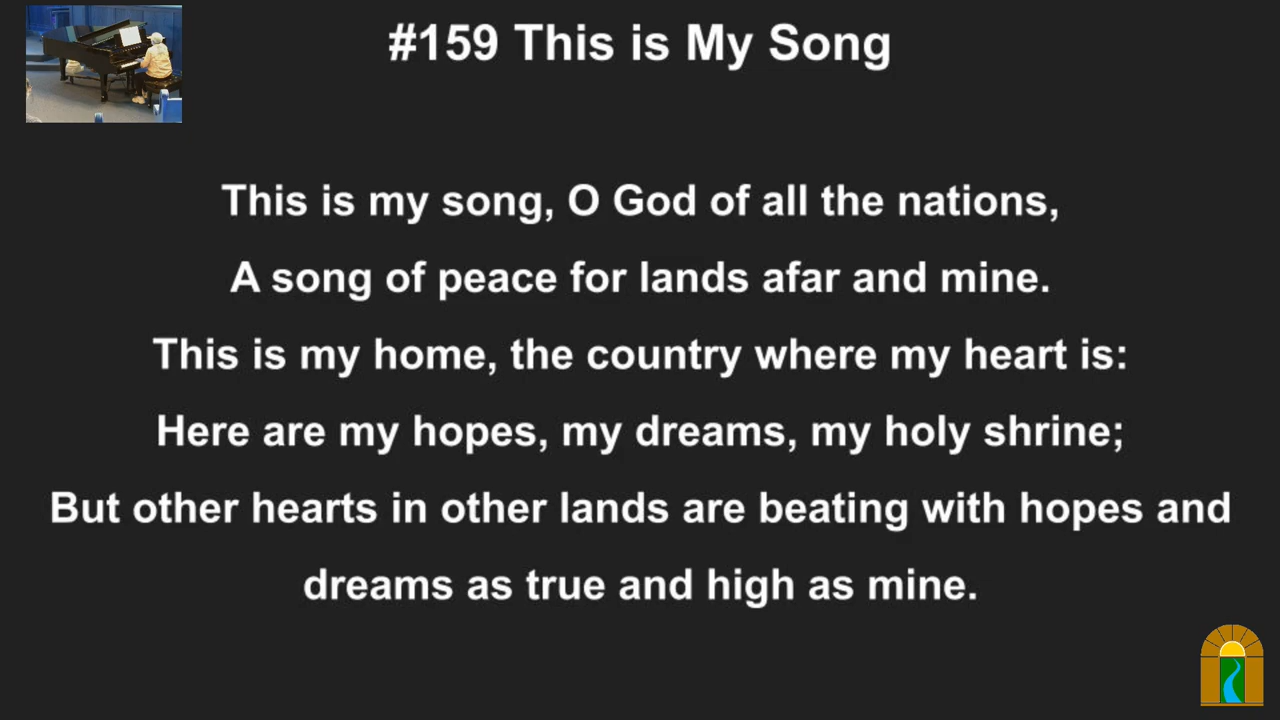 #159 This is My Song
This is my song, O God of all the nations,
A song of peace for lands afar and mine.
This is my home, the country where my heart is:
Here are my hopes, my dreams, my holy shrine;
But other hearts in other lands are beating with hopes and
dreams as true and high as mine.